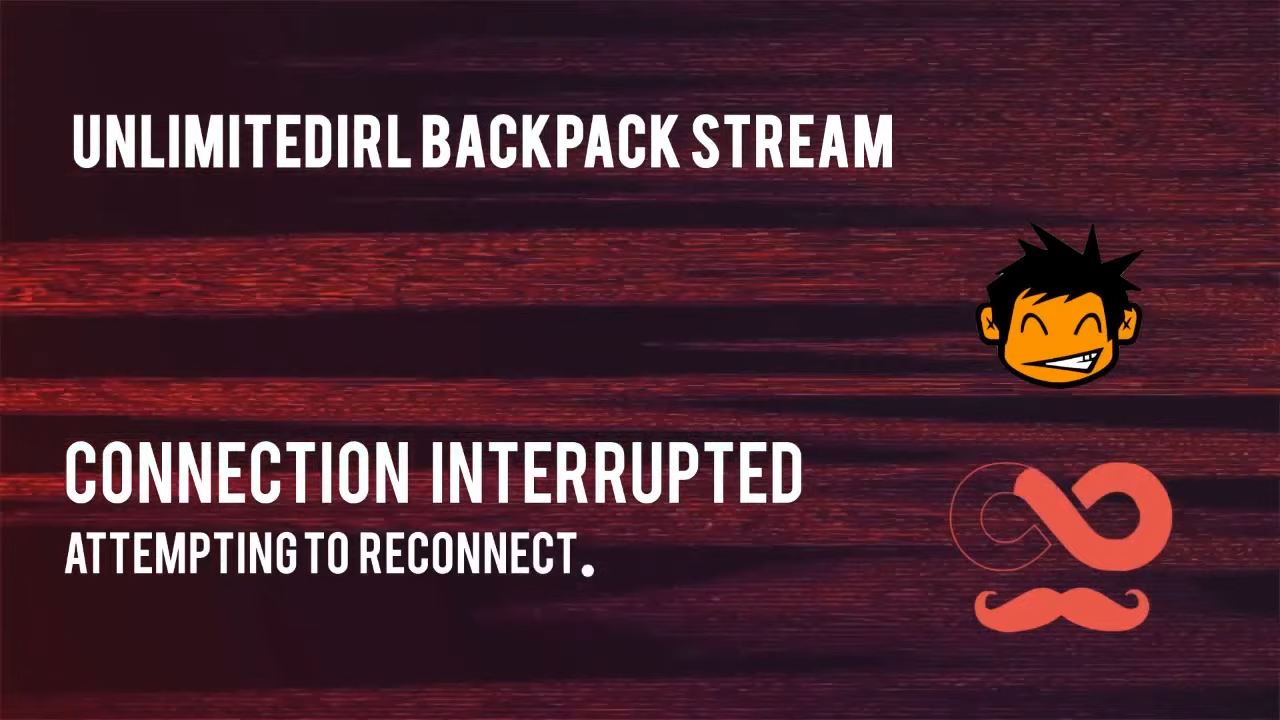 UNLIMITEDIRL BACKPACK STREAM
CONNECTION INTERRUPTED
ATTEMPTING TO RECONNECT.